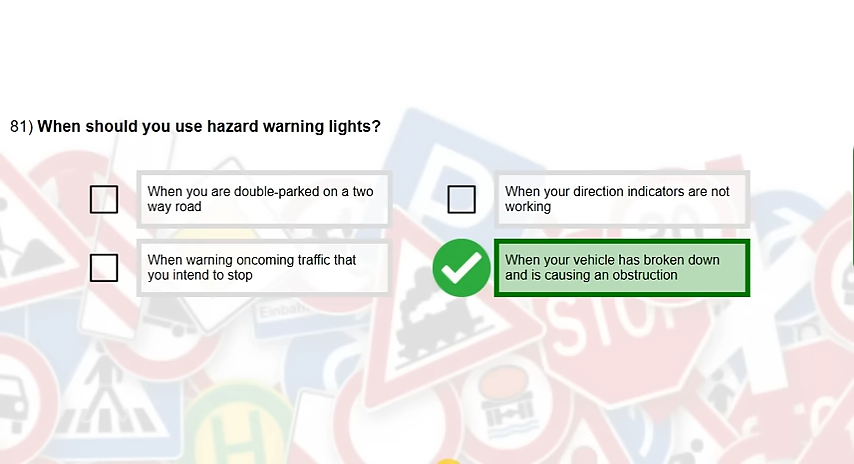 81) When should you use hazard warning lights?
When you are double-parked on a two
way road
When your direction indicators are not
working
When warning oncoming traffic that
you intend to stop
When your vehicle has broken down
and is causing an obstruction
P
30
STOP
H